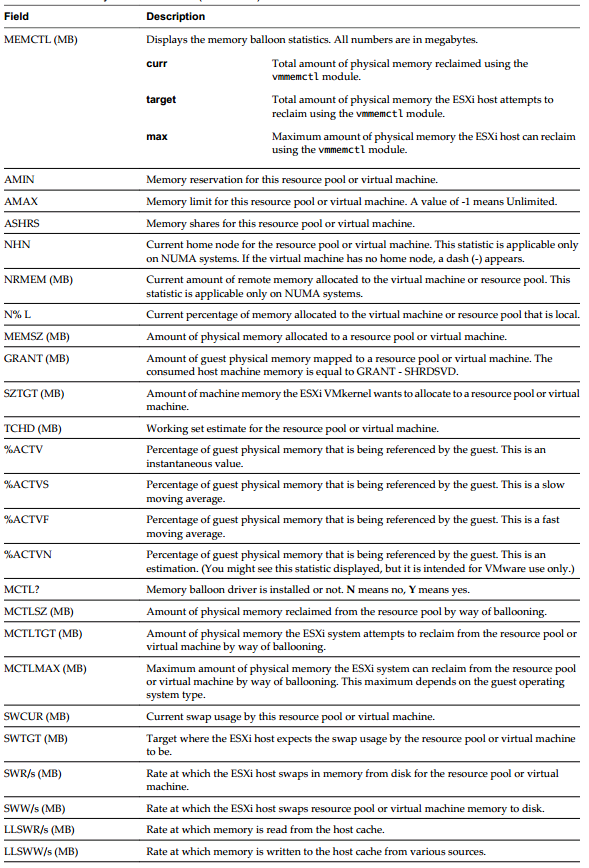 Field Description
MEMCTL (MB) Displays the memory balloon statistics. All numbers are in megabytes.
curr Total amount of physical memory reclaimed using the
vmmemctl module.
target Total amount of physical memory the ESXi host attempts to
reclaim using the vmmemctl module.
max Maximum amount of physical memory the ESXi host can reclaim
using the vmmemctl module.
AMIN Memory reservation for this resource pool or virtual machine.
AMAX Memory limit for this resource pool or virtual machine. A value of -1 means Unlimited.
ASHRS Memory shares for this resource pool or virtual machine.
NHN Current home node for the resource pool or virtual machine. This statistic is applicable only
on NUMA systems. If the virtual machine has no home node, a dash (-) appears.
NRMEM (MB) Current amount of remote memory allocated to the virtual machine or resource pool. This
statistic is applicable only on NUMA systems.
N% L Current percentage of memory allocated to the virtual machine or resource pool that is local.
MEMSZ (MB) Amount of physical memory allocated to a resource pool or virtual machine.
GRANT (MB) Amount of guest physical memory mapped to a resource pool or virtual machine. The
consumed host machine memory is equal to GRANT - SHRDSVD.
SZTGT (MB) Amount of machine memory the ESXi VMkernel wants to allocate to a resource pool or virtual
machine.
TCHD (MB) Working set estimate for the resource pool or virtual machine.
%ACTV Percentage of guest physical memory that is being referenced by the guest. This is an
instantaneous value.
%ACTVS Percentage of guest physical memory that is being referenced by the guest. This is a slow
moving average.
%ACTVF Percentage of guest physical memory that is being referenced by the guest. This is a fast
moving average.
%ACTVN Percentage of guest physical memory that is being referenced by the guest. This is an
estimation. (You might see this statistic displayed, but it is intended for VMware use only.)
MCTL? Memory balloon driver is installed or not. N means no, Y means yes.
MCTLSZ (MB) Amount of physical memory reclaimed from the resource pool by way of ballooning.
MCTLTGT (MB) Amount of physical memory the ESXi system attempts to reclaim from the resource pool or
virtual machine by way of ballooning.
MCTLMAX (MB) Maximum amount of physical memory the ESXi system can reclaim from the resource pool
or virtual machine by way of ballooning. This maximum depends on the guest operating
system type.
SWCUR (MB) Current swap usage by this resource pool or virtual machine.
SWTGT (MB) Target where the ESXi host expects the swap usage by the resource pool or virtual machine
to be.
SWR/s (MB) Rate at which the ESXi host swaps in memory from disk for the resource pool or virtual
machine.
SWW/s (MB) Rate at which the ESXi host swaps resource pool or virtual machine memory to disk.
LLSWR/s (MB) Rate at which memory is read from the host cache.
LLSWW/s (MB) Rate at which memory is written to the host cache from various sources.